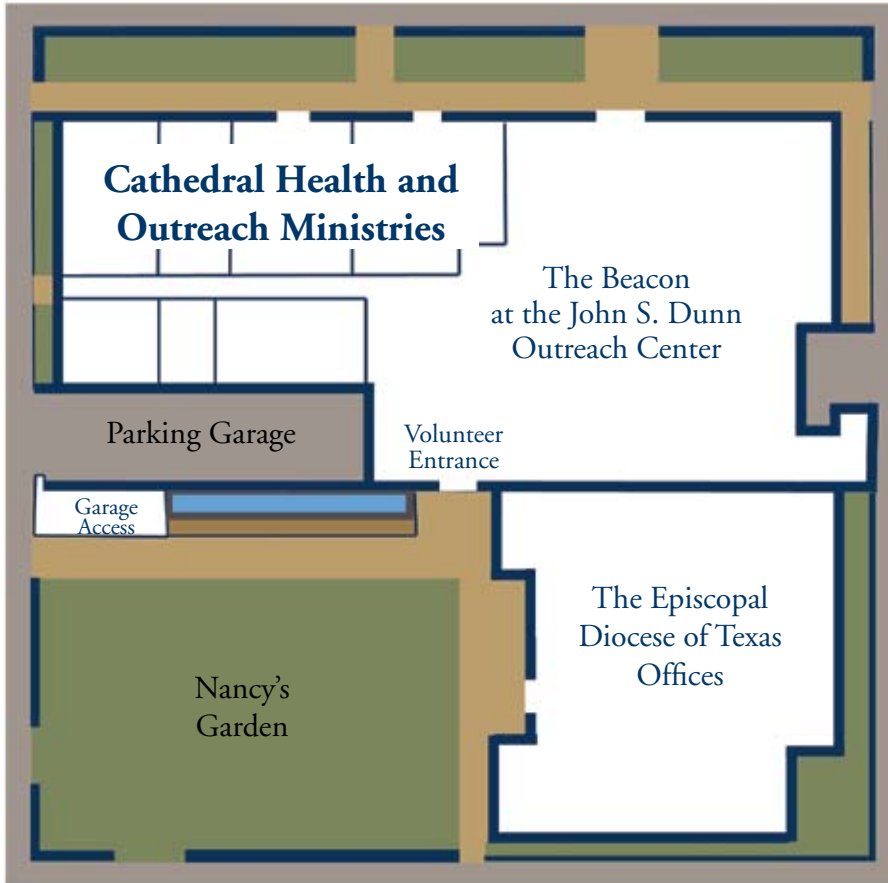 Cathedral Health and
Outreach Ministries
The Beacon
at the John S. Dunn
Outreach Center
Parking Garage
Volunteer
Entrance
Garage
Access
The Episcopal
Diocese of Texas
Offices
Nancy's
Garden